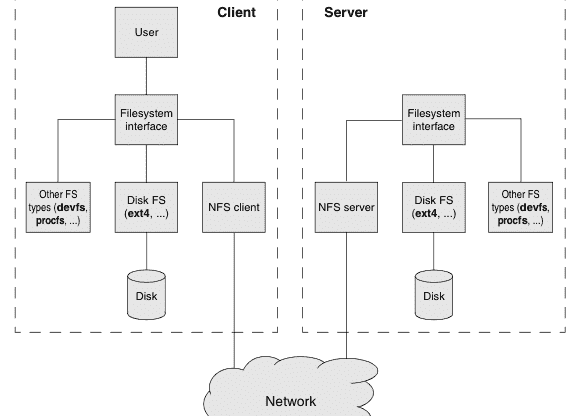 Client
Server
User
Filesystem
interface
Filesystem
interface
Other FS
types (devfs,
procfs, ...)
Disk FS
(ext4, ...)
NFS client
NFS server
Disk FS
(ext4, ...)
Other FS
types (devfs,
procfs, ...)
Disk
Disk
Network